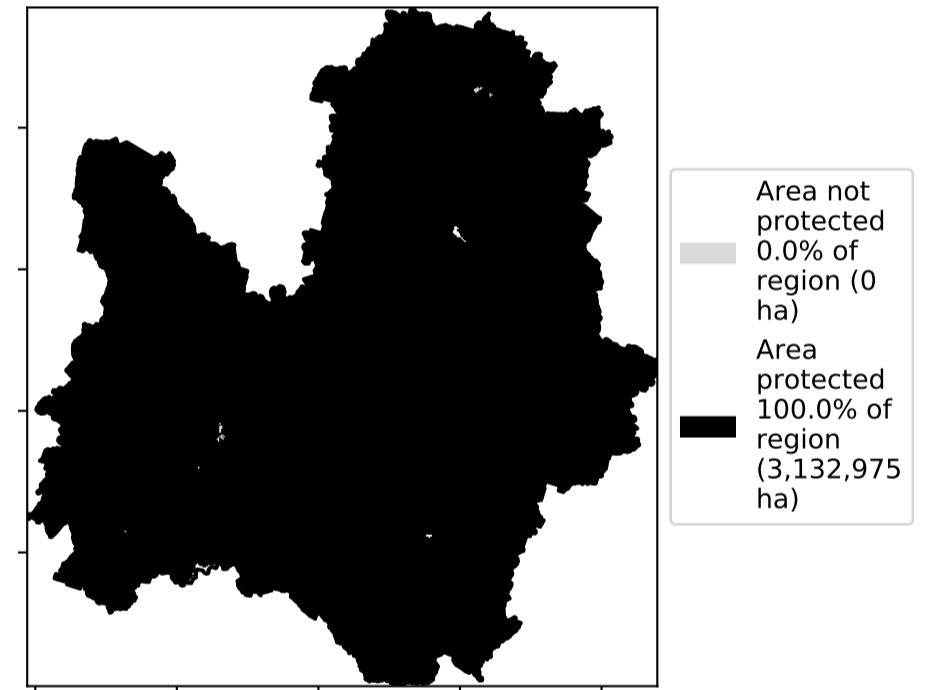 Area not
protected
0.0% of
region (0
ha)
Area
protected
100.0% of
region
(3,132,975
ha)